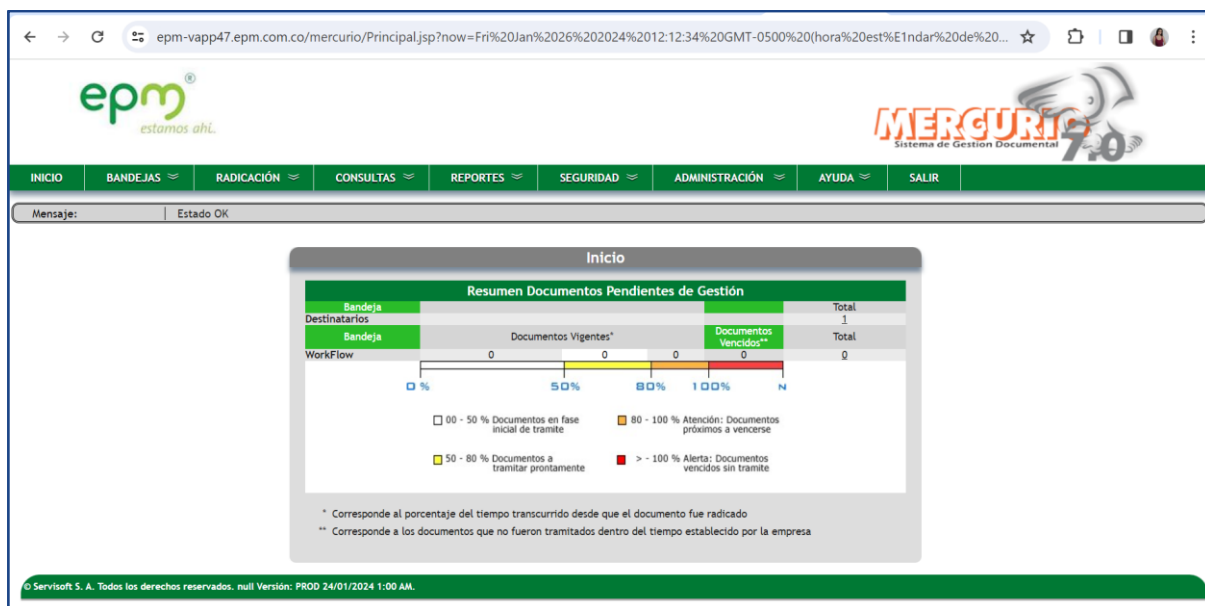 epm-vapp47.epm.com.co/mercurio/Principal.jsp?now=Fri%20Jan%2026%202024%2012:12:34%20GMT-0500%20(hora%20est%E1ndar%20de%20...
epm®
estamos ahí.
MERCURIO
Sistema de Gestion Documental
7.0
INICIO BANDEJAS RADICACIÓN CONSULTAS REPORTES SEGURIDAD ADMINISTRACIÓN AYUDA SALIR
Mensaje: Estado OK
Inicio
Resumen Documentos Pendientes de Gestión
Bandeja Total
Destinatarios 1
Bandeja Documentos Vigentes* Documentos Vencidos** Total
WorkFlow 0 0 0 0 0
0 % 50% 80% 100% N
00 - 50 % Documentos en fase
inicial de tramite
80 - 100 % Atención: Documentos
próximos a vencerse
50 - 80 % Documentos a
tramitar prontamente
> - 100 % Alerta: Documentos
vencidos sin tramite
* Corresponde al porcentaje del tiempo transcurrido desde que el documento fue radicado
** Corresponde a los documentos que no fueron tramitados dentro del tiempo establecido por la empresa
© Servisoft S. A. Todos los derechos reservados. null Versión: PROD 24/01/2024 1:00 AM.